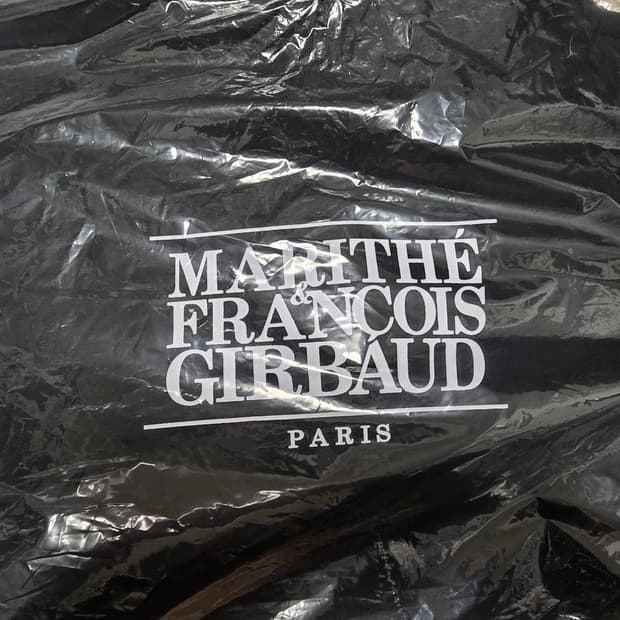 MARITHÉ
&
FRANÇOIS
GIRBAUD
PARIS